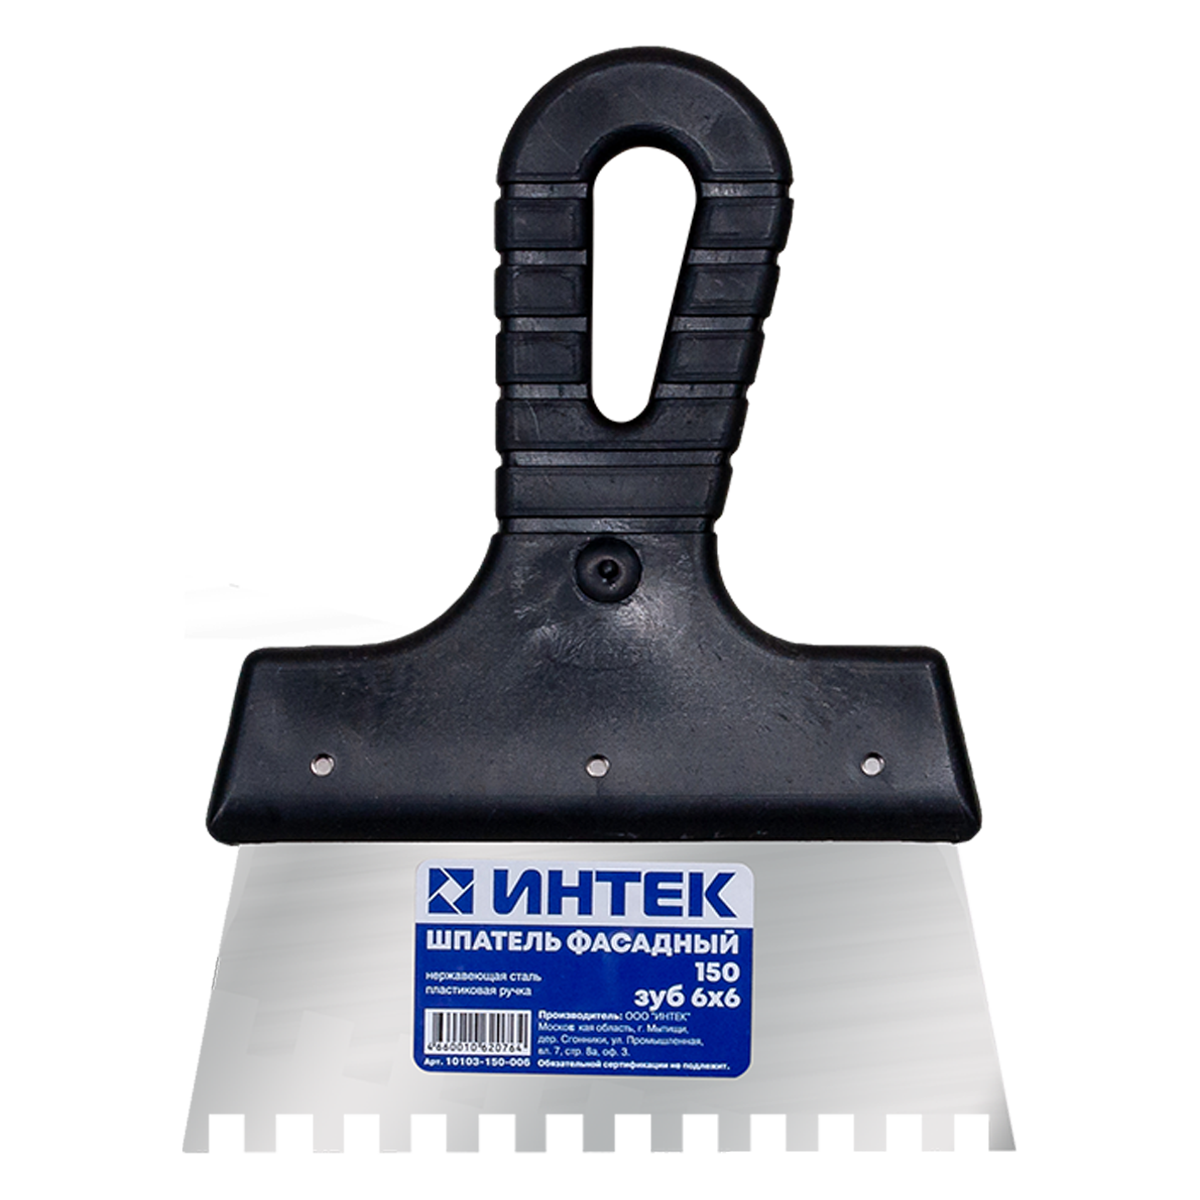 ИНТЕК
ШПАТЕЛЬ ФАСАДНЫЙ
150
нержавеющая сталь
пластиковая ручка
зуб 6х6
Производитель: ООО "ИНТЕК"
Московская область, г. Мытищи,
дер. Сгонники, ул. Промышленная,
вл. 7, стр. 8а, оф. 3.
4660010620764
Арт. 10103-150-006
Обязательной сертификации не подлежит.